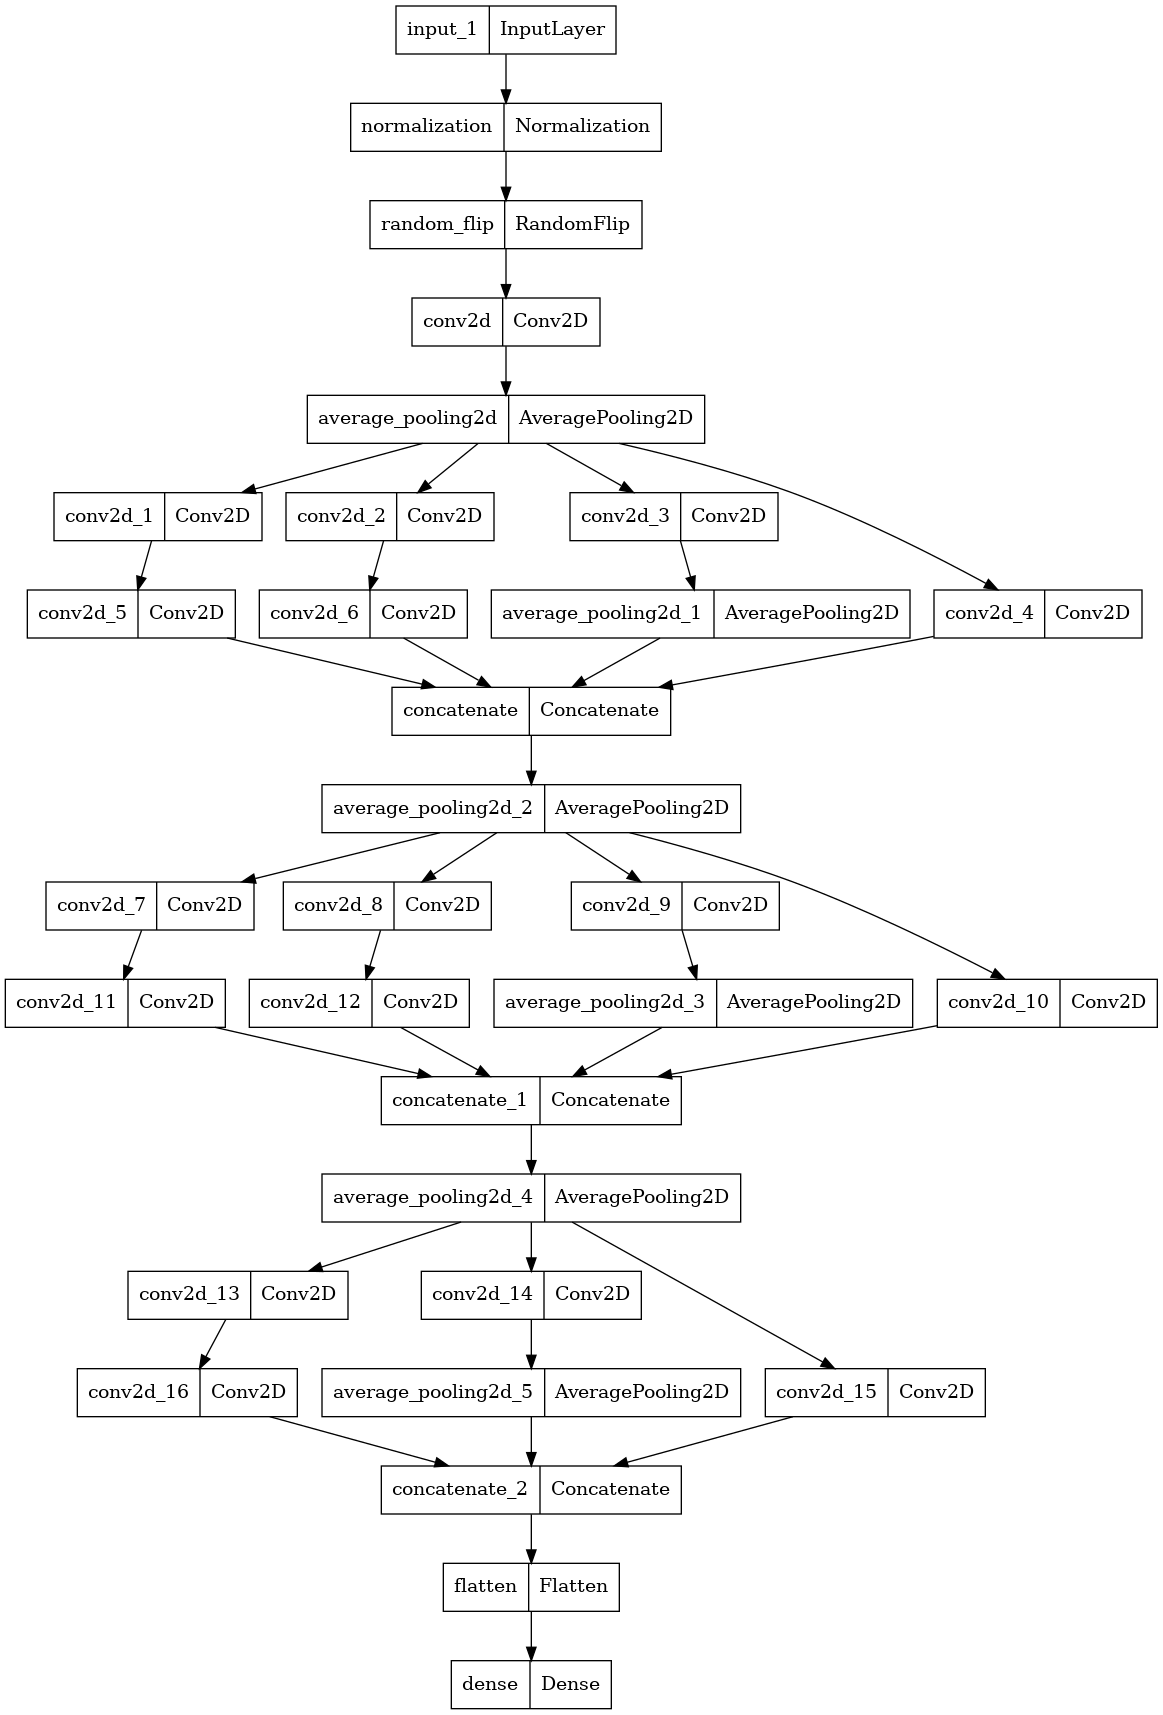 input_1 InputLayer
normalization Normalization
random_flip RandomFlip
conv2d Conv2D
average_pooling2d AveragePooling2D
conv2d_1 Conv2D conv2d_2 Conv2D conv2d_3 Conv2D
conv2d_5 Conv2D conv2d_6 Conv2D average_pooling2d_1 AveragePooling2D conv2d_4 Conv2D
concatenate Concatenate
average_pooling2d_2 AveragePooling2D
conv2d_7 Conv2D conv2d_8 Conv2D conv2d_9 Conv2D
conv2d_11 Conv2D conv2d_12 Conv2D average_pooling2d_3 AveragePooling2D conv2d_10 Conv2D
concatenate_1 Concatenate
average_pooling2d_4 AveragePooling2D
conv2d_13 Conv2D conv2d_14 Conv2D
conv2d_16 Conv2D average_pooling2d_5 AveragePooling2D conv2d_15 Conv2D
concatenate_2 Concatenate
flatten Flatten
dense Dense